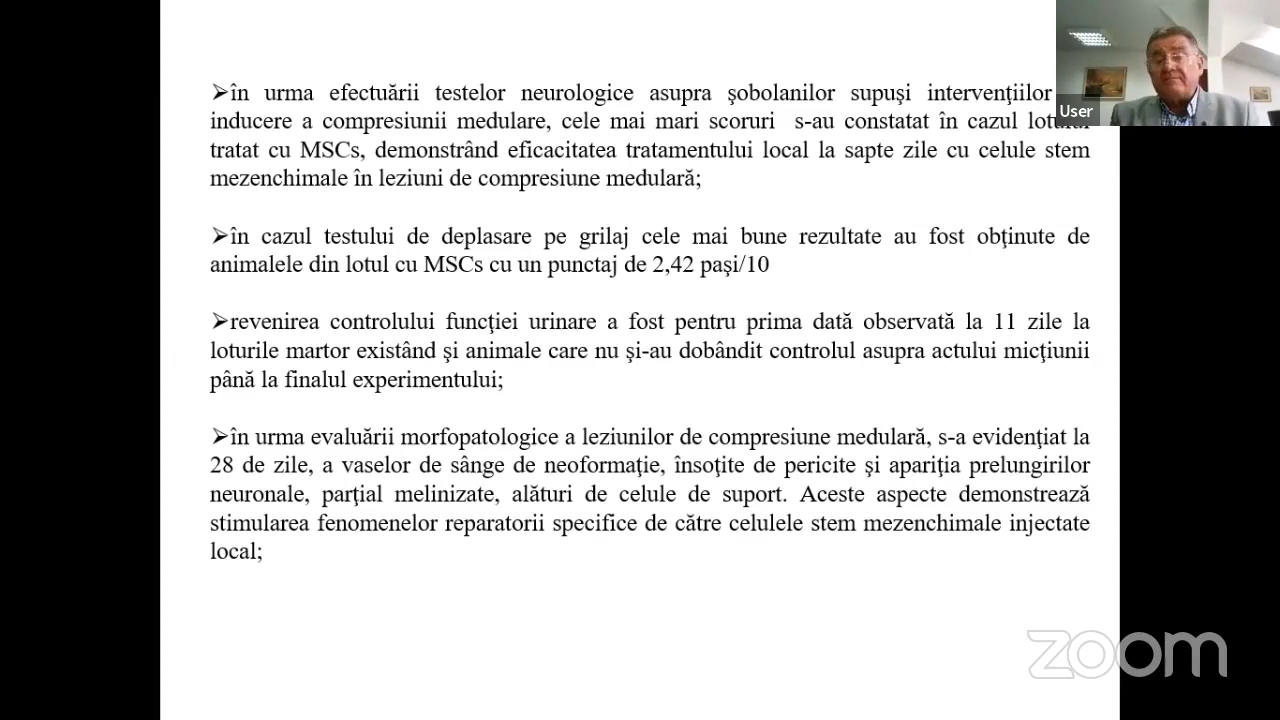 ➢în urma efectuării testelor neurologice asupra şobolanilor supuşi intervenţiilor
inducere a compresiunii medulare, cele mai mari scoruri s-au constatat în cazul lotului
tratat cu MSCs, demonstrând eficacitatea tratamentului local la sapte zile cu celule stem
mezenchimale în leziuni de compresiune medulară;
➢în cazul testului de deplasare pe grilaj cele mai bune rezultate au fost obţinute de
animalele din lotul cu MSCs cu un punctaj de 2,42 paşi/10
➢revenirea controlului funcţiei urinare a fost pentru prima dată observată la 11 zile la
loturile martor existând şi animale care nu şi-au dobândit controlul asupra actului micţiunii
până la finalul experimentului;
➢în urma evaluării morfopatologice a leziunilor de compresiune medulară, s-a evidenţiat la
28 de zile, a vaselor de sânge de neoformaţie, însoţite de pericite şi apariţia prelungirilor
neuronale, parţial melinizate, alături de celule de suport. Aceste aspecte demonstrează
stimularea fenomenelor reparatorii specifice de către celulele stem mezenchimale injectate
local;
User
zoom